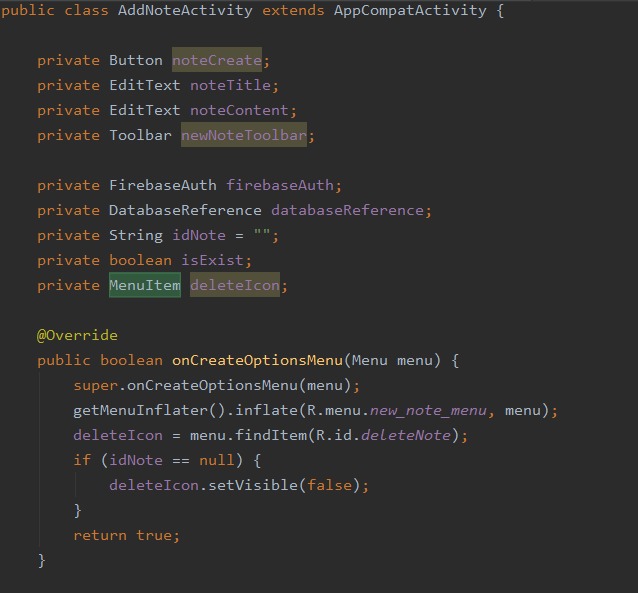 public class AddNoteActivity extends AppCompatActivity {
private Button noteCreate;
private EditText noteTitle;
private EditText noteContent;
private Toolbar newNoteToolbar;
private FirebaseAuth firebaseAuth;
private DatabaseReference databaseReference;
private String idNote = "";
private boolean isExist;
private MenuItem deleteIcon;
@Override
public boolean onCreateOptionsMenu(Menu menu) {
super.onCreateOptionsMenu(menu);
getMenuInflater().inflate(R.menu.new_note_menu, menu);
deleteIcon = menu.findItem(R.id.deleteNote);
if (idNote == null) {
deleteIcon.setVisible(false);
}
return true;
}